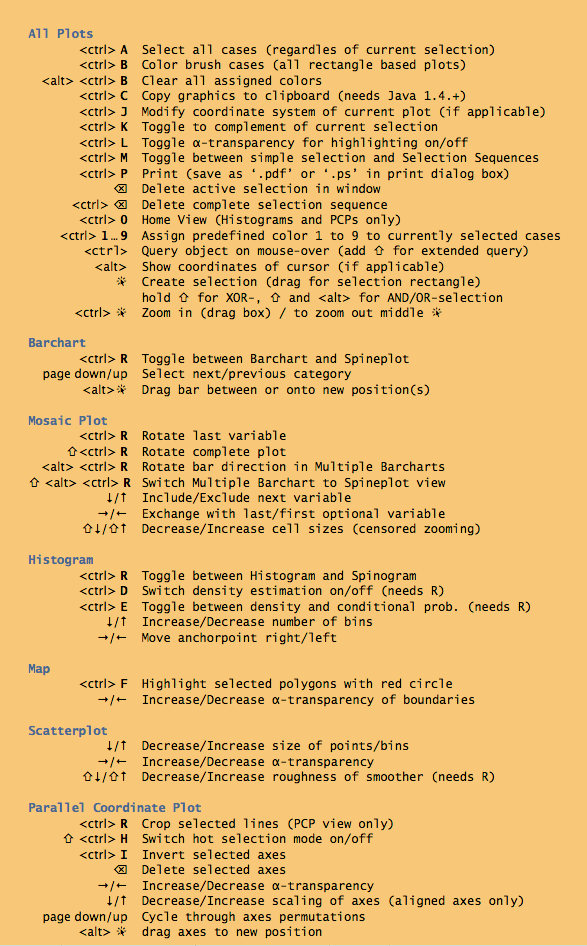 All Plots
<ctrl> A Select all cases (regardles of current selection)
<ctrl> B Color brush cases (all rectangle based plots)
<alt> <ctrl> B Clear all assigned colors
<ctrl> C Copy graphics to clipboard (needs Java 1.4.+)
<ctrl> J Modify coordinate system of current plot (if applicable)
<ctrl> K Toggle to complement of current selection
<ctrl> L Toggle α-transparency for highlighting on/off
<ctrl> M Toggle between simple selection and Selection Sequences
<ctrl> P Print (save as ‘.pdf’ or ‘.ps’ in print dialog box)
⌫ Delete active selection in window
<ctrl> ⌫ Delete complete selection sequence
<ctrl> O Home View (Histograms and PCPs only)
<ctrl> 1…9 Assign predefined color 1 to 9 to currently selected cases
<ctrl> Query object on mouse-over (add ⇧ for extended query)
<alt> Show coordinates of cursor (if applicable)
Create selection (drag for selection rectangle)
hold ⇧ for XOR-, ⇧ and <alt> for AND/OR-selection
<ctrl> Zoom in (drag box) / to zoom out middle
Barchart
<ctrl> R Toggle between Barchart and Spineplot
page down/up Select next/previous category
<alt> Drag bar between or onto new position(s)
Mosaic Plot
<ctrl> R Rotate last variable
⇧<ctrl> R Rotate complete plot
<alt> <ctrl> R Rotate bar direction in Multiple Barcharts
⇧ <alt> <ctrl> R Switch Multiple Barchart to Spineplot view
↓/↑ Include/Exclude next variable
→/← Exchange with last/first optional variable
⇧↓/⇧↑ Decrease/Increase cell sizes (censored zooming)
Histogram
<ctrl> R Toggle between Histogram and Spinogram
<ctrl> D Switch density estimation on/off (needs R)
<ctrl> E Toggle between density and conditional prob. (needs R)
↓/↑ Increase/Decrease number of bins
→/← Move anchorpoint right/left
Map
<ctrl> F Highlight selected polygons with red circle
→/← Increase/Decrease α-transparency of boundaries
Scatterplot
↓/↑ Decrease/Increase size of points/bins
→/← Increase/Decrease α-transparency
⇧↓/⇧↑ Decrease/Increase roughness of smoother (needs R)
Parallel Coordinate Plot
<ctrl> R Crop selected lines (PCP view only)
⇧ <ctrl> H Switch hot selection mode on/off
<ctrl> I Invert selected axes
⌫ Delete selected axes
→/← Increase/Decrease α-transparency
↓/↑ Decrease/Increase scaling of axes (aligned axes only)
page down/up Cycle through axes permutations
<alt> drag axes to new position